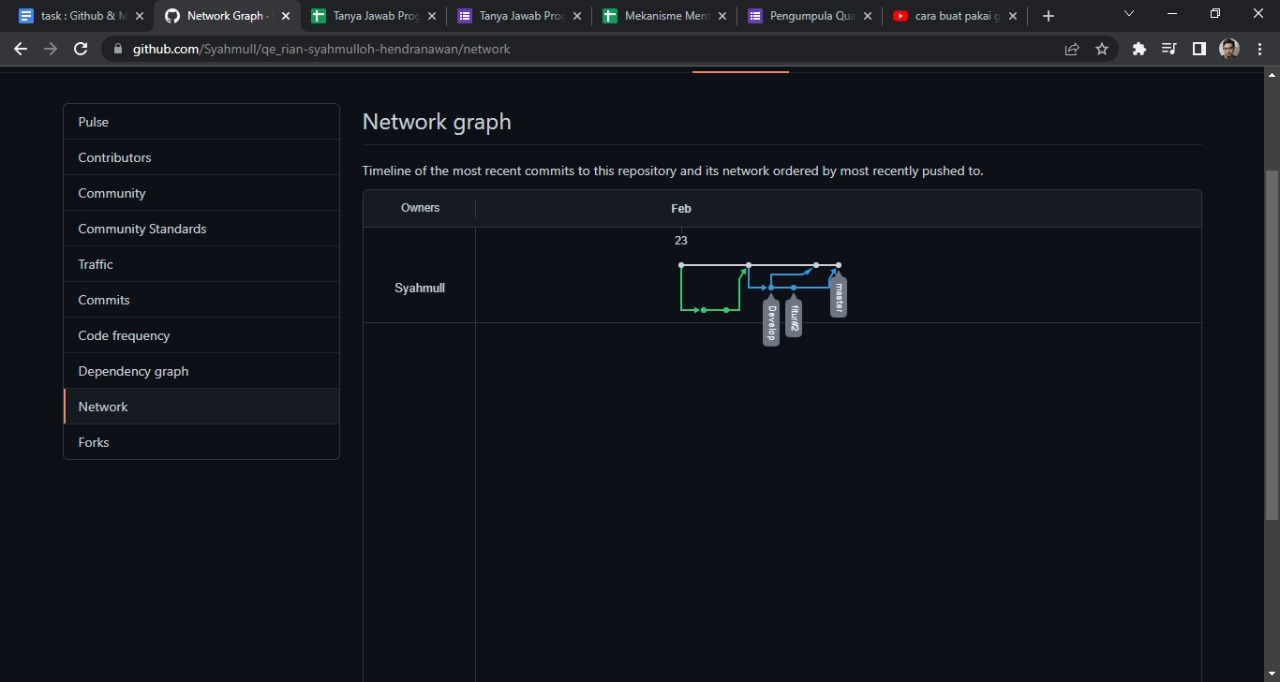 task : Github & M
Network Graph ·
Tanya Jawab Prog
Tanya Jawab Prog
Mekanisme Ment
Pengumpula Qua
cara buat pakai g
github.com/Syahmull/qe_rian-syahmulloh-hendranawan/network
Pulse
Contributors
Community
Community Standards
Traffic
Commits
Code frequency
Dependency graph
Network
Forks
Network graph
Timeline of the most recent commits to this repository and its network ordered by most recently pushed to.
Owners
Feb
23
Syahmull
Develop
fitur#2
master